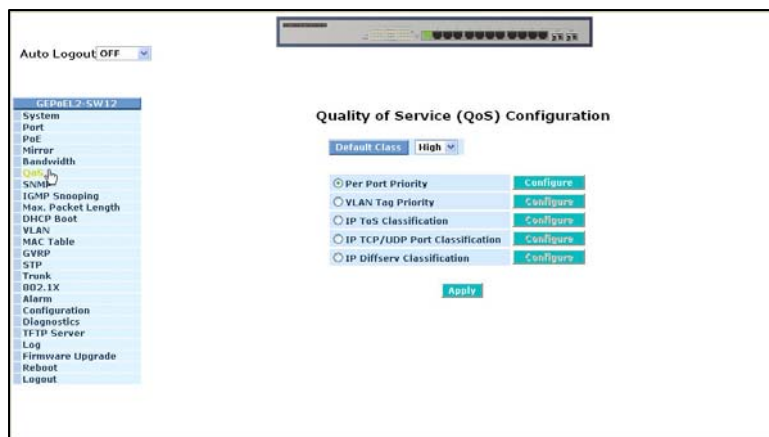 Auto Logout OFF
GEPoEL2-SW12
System
Port
PoE
Mirror
Bandwidth
QoS
SNMP
IGMP Snooping
Max. Packet Length
DHCP Boot
VLAN
MAC Table
GVRP
STP
Trunk
802.1X
Alarm
Configuration
Diagnostics
TFTP Server
Log
Firmware Upgrade
Reboot
Logout
Quality of Service (QoS) Configuration
Default Class High
Per Port Priority Configure
VLAN Tag Priority Configure
IP ToS Classification Configure
IP TCP/UDP Port Classification Configure
IP Diffserv Classification Configure
Apply